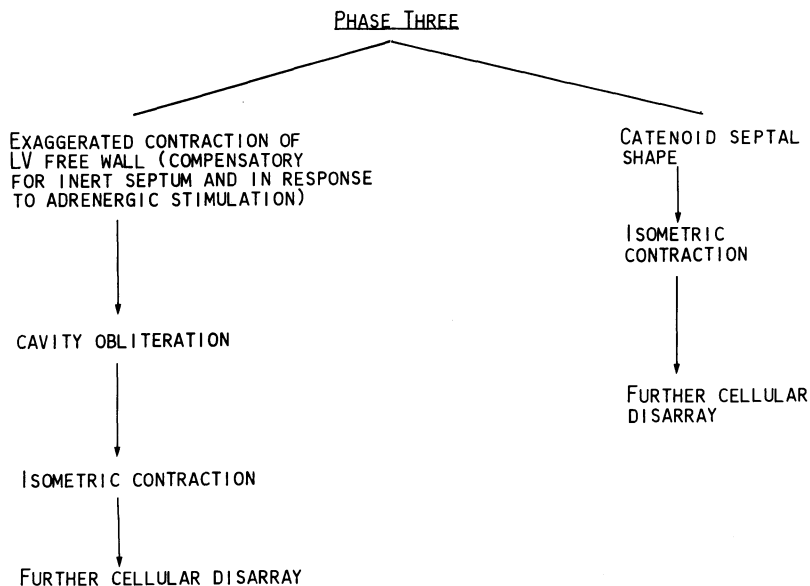 PHASE THREE
EXAGGERATED CONTRACTION OF
LV FREE WALL (COMPENSATORY
FOR INERT SEPTUM AND IN RESPONSE
TO ADRENERGIC STIMULATION)
CAVITY OBLITERATION
ISOMETRIC CONTRACTION
FURTHER CELLULAR DISARRAY
CATENOID SEPTAL
SHAPE
ISOMETRIC
CONTRACTION
FURTHER CELLULAR
DISARRAY